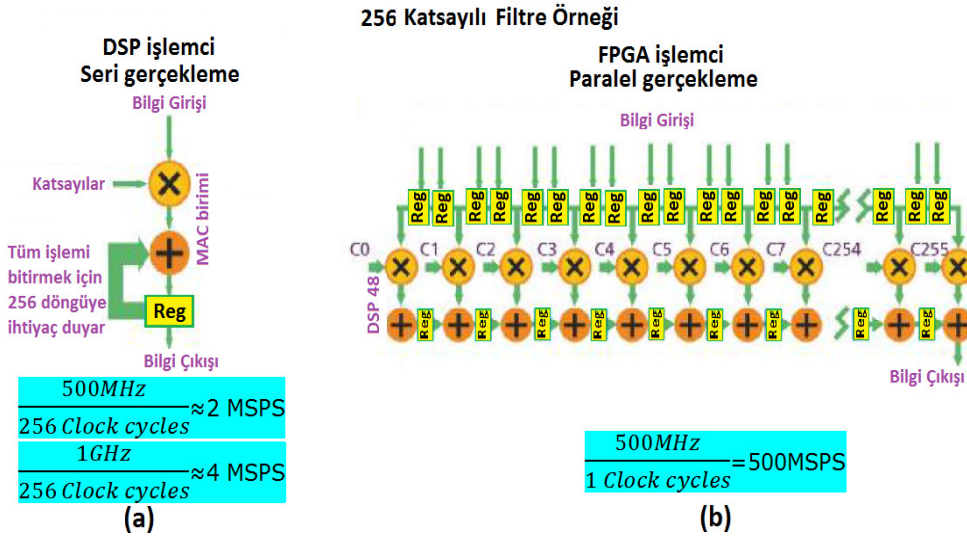 256 Katsayılı Filtre Örneği
DSP işlemci
Seri gerçekleme
Bilgi Girişi
Katsayılar
MAC birimi
Tüm işlemi
bitirmek için
256 döngüye
ihtiyaç duyar
Reg
Bilgi Çıkışı
500MHz
256 Clock cycles
≈2 MSPS
1GHz
256 Clock cycles
≈4 MSPS
(a)
FPGA işlemci
Paralel gerçekleme
Bilgi Girişi
Reg Reg Reg Reg Reg Reg Reg Reg Reg Reg Reg Reg Reg Reg Reg Reg Reg Reg
C0 C1 C2 C3 C4 C5 C6 C7 C254 C255
DSP 48
Reg Reg Reg Reg Reg Reg Reg Reg Reg
Bilgi Çıkışı
500MHz
1 Clock cycles
=500MSPS
(b)